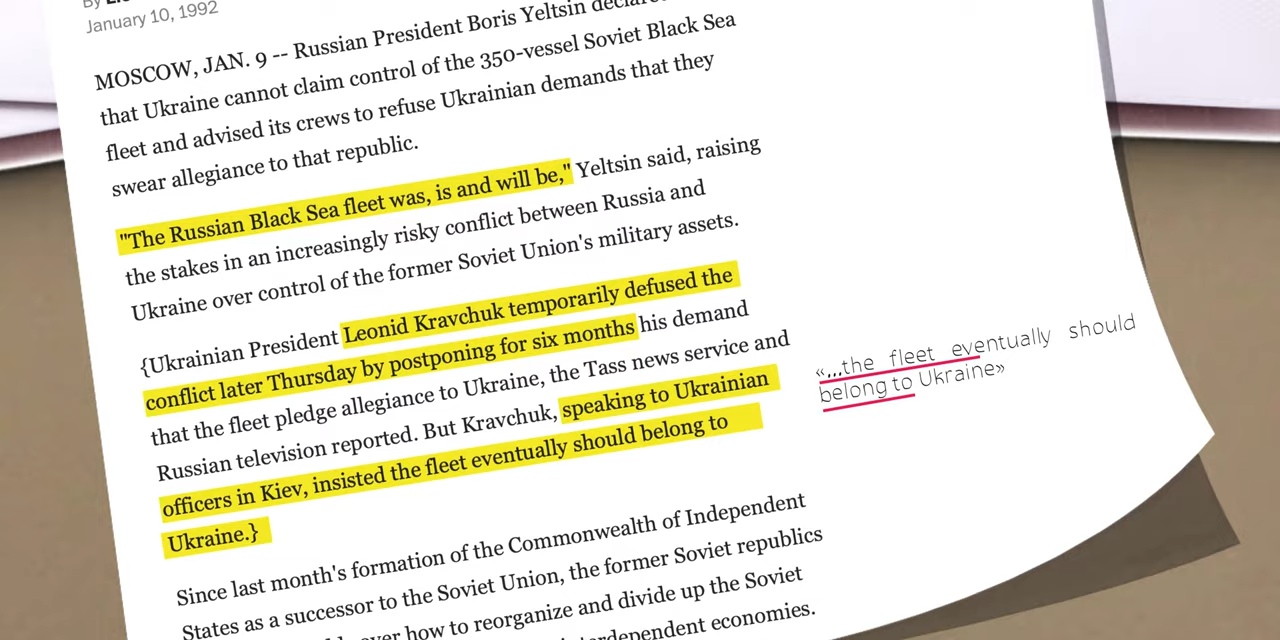 By
January 10, 1992
MOSCOW, JAN. 9 -- Russian President Boris Yeltsin
that Ukraine cannot claim control of the 350-vessel Soviet Black Sea
fleet and advised its crews to refuse Ukrainian demands that they
swear allegiance to that republic.
"The Russian Black Sea fleet was, is and will be," Yeltsin said, raising
the stakes in an increasingly risky conflict between Russia and
Ukraine over control of the former Soviet Union's military assets.
{Ukrainian President Leonid Kravchuk temporarily defused the
conflict later Thursday by postponing for six months his demand
that the fleet pledge allegiance to Ukraine, the Tass news service and
Russian television reported. But Kravchuk, speaking to Ukrainian
officers in Kiev, insisted the fleet eventually should belong to
Ukraine.}
«...the fleet eventually should
belong to Ukraine»
Since last month's formation of the Commonwealth of Independent
States as a successor to the Soviet Union, the former Soviet republics
over how to reorganize and divide up the Soviet
economies.